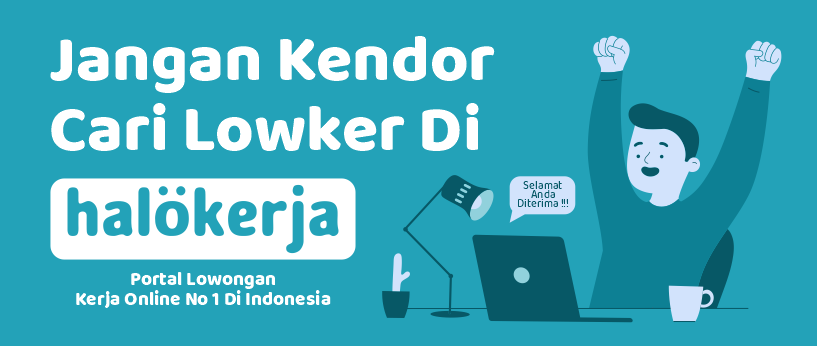 Jangan Kendor
Cari Lowker Di
halökerja
Portal Lowongan
Kerja Online No 1 Di Indonesia
Selamat
Anda
Diterima !!!